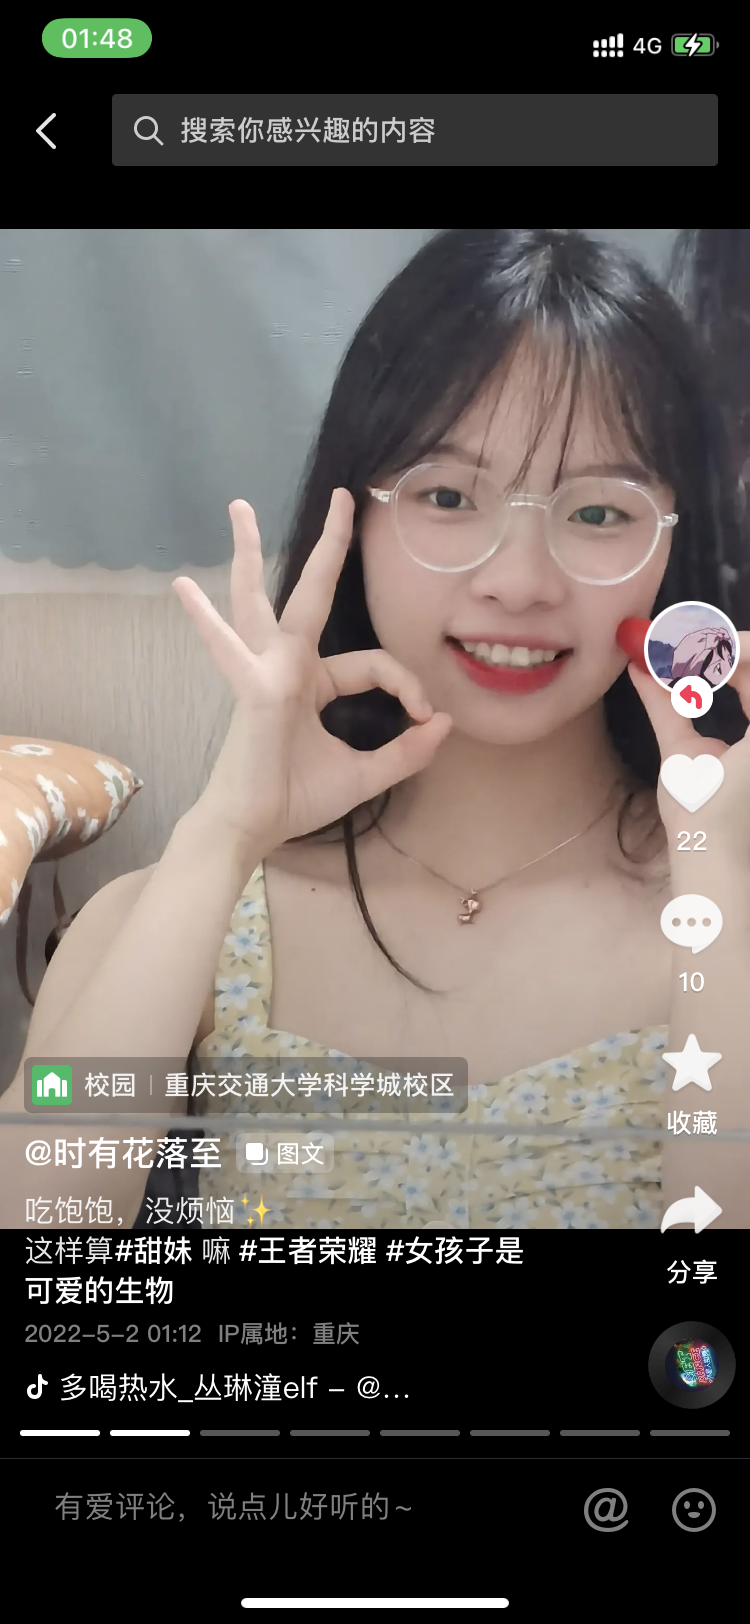 01:48
4G
搜索你感兴趣的内容
22
10
校园 | 重庆交通大学科学城校区
收藏
@时有花落至 图文
吃饱饱，没烦恼✨
这样算#甜妹 嘛 #王者荣耀 #女孩子是
可爱的生物
分享
2022-5-2 01:12 IP属地：重庆
多喝热水_丛琳潼elf - @...
有爱评论，说点儿好听的~